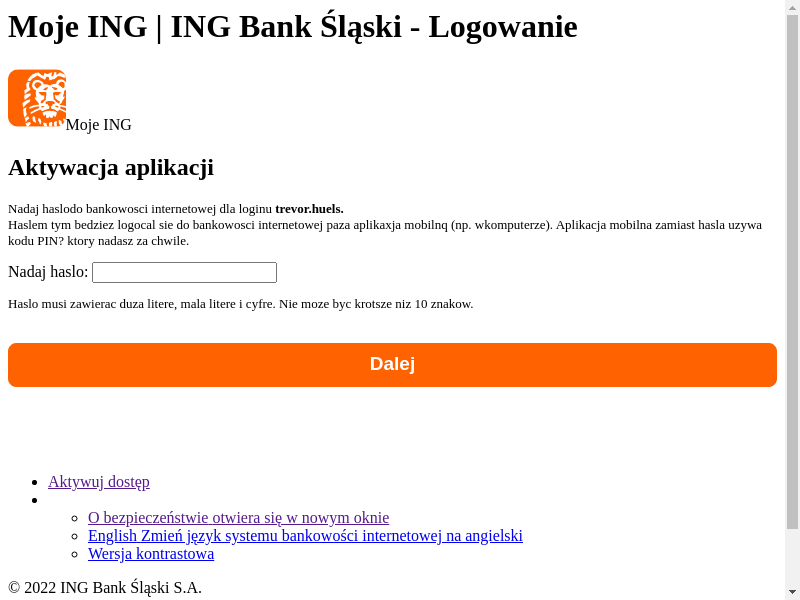 Moje ING | ING Bank Śląski - Logowanie
Moje ING
Aktywacja aplikacji
Nadaj haslodo bankowosci internetowej dla loginu trevor.huels.
Haslem tym bedziez logocal sie do bankowosci internetowej paza aplikaxja mobilnq (np. wkomputerze). Aplikacja mobilna zamiast hasla uzywa
kodu PIN? ktory nadasz za chwile.
Nadaj haslo:
Haslo musi zawierac duza litere, mala litere i cyfre. Nie moze byc krotsze niz 10 znakow.
Dalej
Aktywuj dostęp
O bezpieczeństwie otwiera się w nowym oknie
English Zmień język systemu bankowości internetowej na angielski
Wersja kontrastowa
© 2022 ING Bank Śląski S.A.